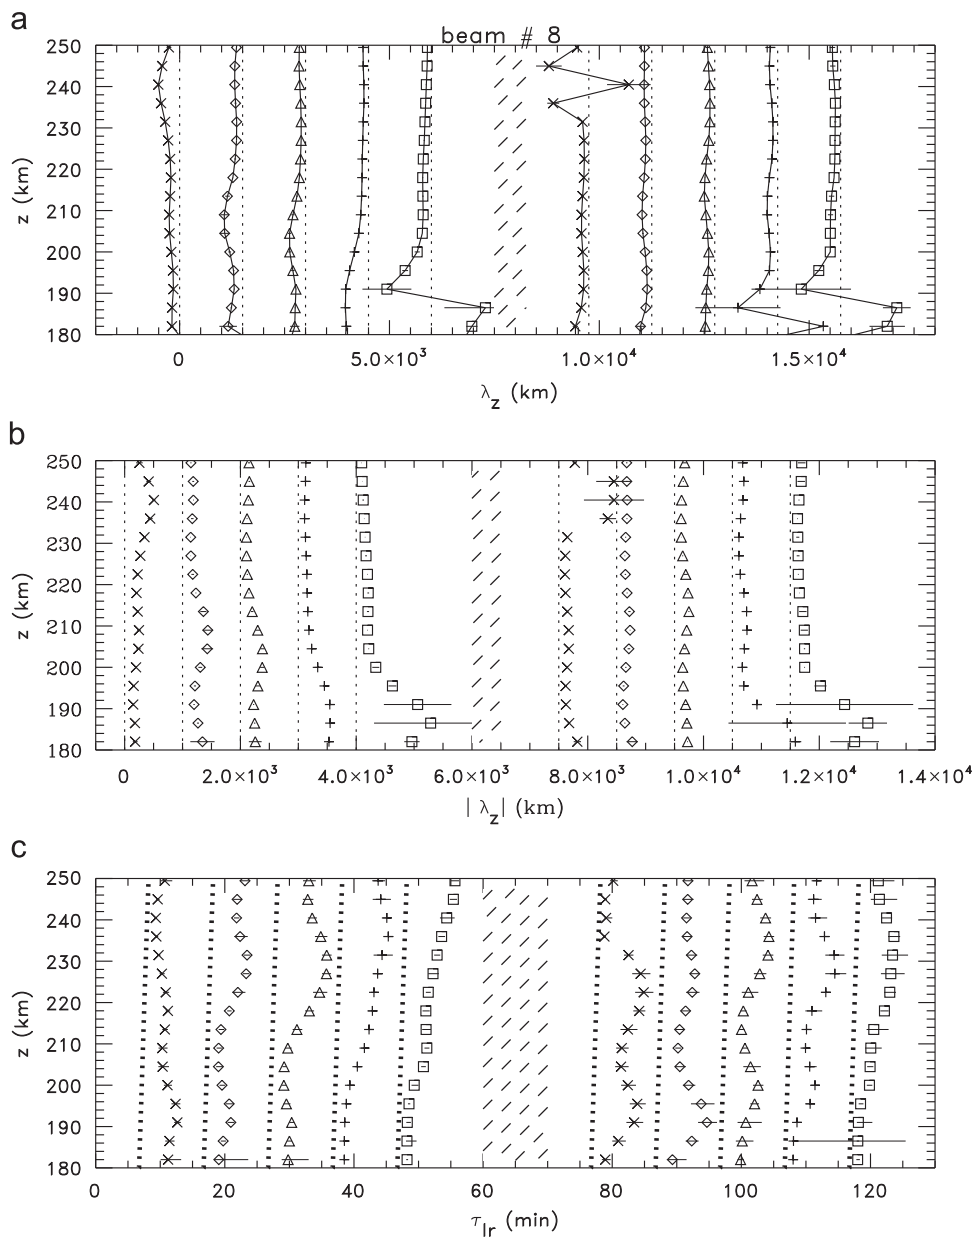 a
beam # 8
250
240
230
220
210
200
190
180
z (km)
0 5.0×10³ 1.0×10⁴ 1.5×10⁴
λz (km)
b
250
240
230
220
210
200
190
180
z (km)
0 2.0×10³ 4.0×10³ 6.0×10³ 8.0×10³ 1.0×10⁴ 1.2×10⁴ 1.4×10⁴
| λz| (km)
c
250
240
230
220
210
200
190
180
z (km)
0 20 40 60 80 100 120
τIr (min)